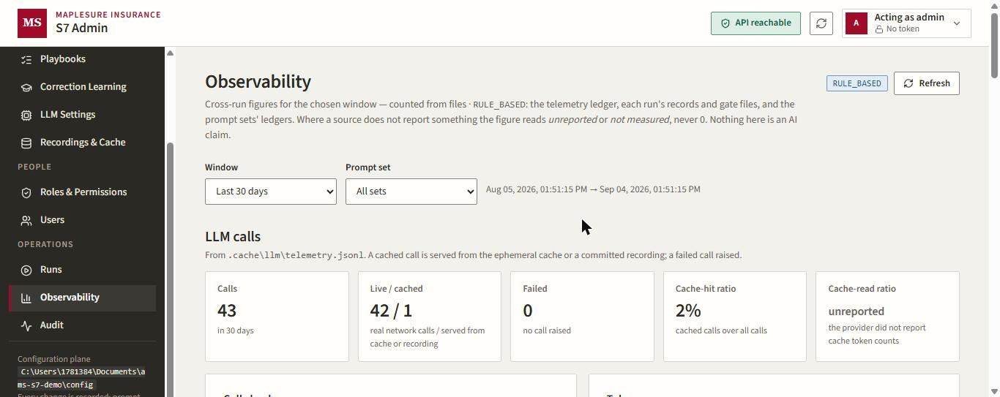 MS
MAPLESURE INSURANCE
S7 Admin
API reachable
A
Acting as admin
No token
Playbooks
Correction Learning
LLM Settings
Recordings & Cache
PEOPLE
Roles & Permissions
Users
OPERATIONS
Runs
Observability
Audit
Configuration plane
C:\Users\1781384\Documents\a
ms-s7-demo\config
Every change is recorded: prompt
Observability
RULE_BASED
Refresh
Cross-run figures for the chosen window — counted from files · RULE_BASED: the telemetry ledger, each run's records and gate files, and the
prompt sets' ledgers. Where a source does not report something the figure reads unreported or not measured, never 0. Nothing here is an AI
claim.
Window
Prompt set
Last 30 days
All sets
Aug 05, 2026, 01:51:15 PM → Sep 04, 2026, 01:51:15 PM
LLM calls
From .cache\llm\telemetry.jsonl. A cached call is served from the ephemeral cache or a committed recording; a failed call raised.
Calls
43
in 30 days
Live / cached
42 / 1
real network calls / served from
cache or recording
Failed
0
no call raised
Cache-hit ratio
2%
cached calls over all calls
Cache-read ratio
unreported
the provider did not report
cache token counts